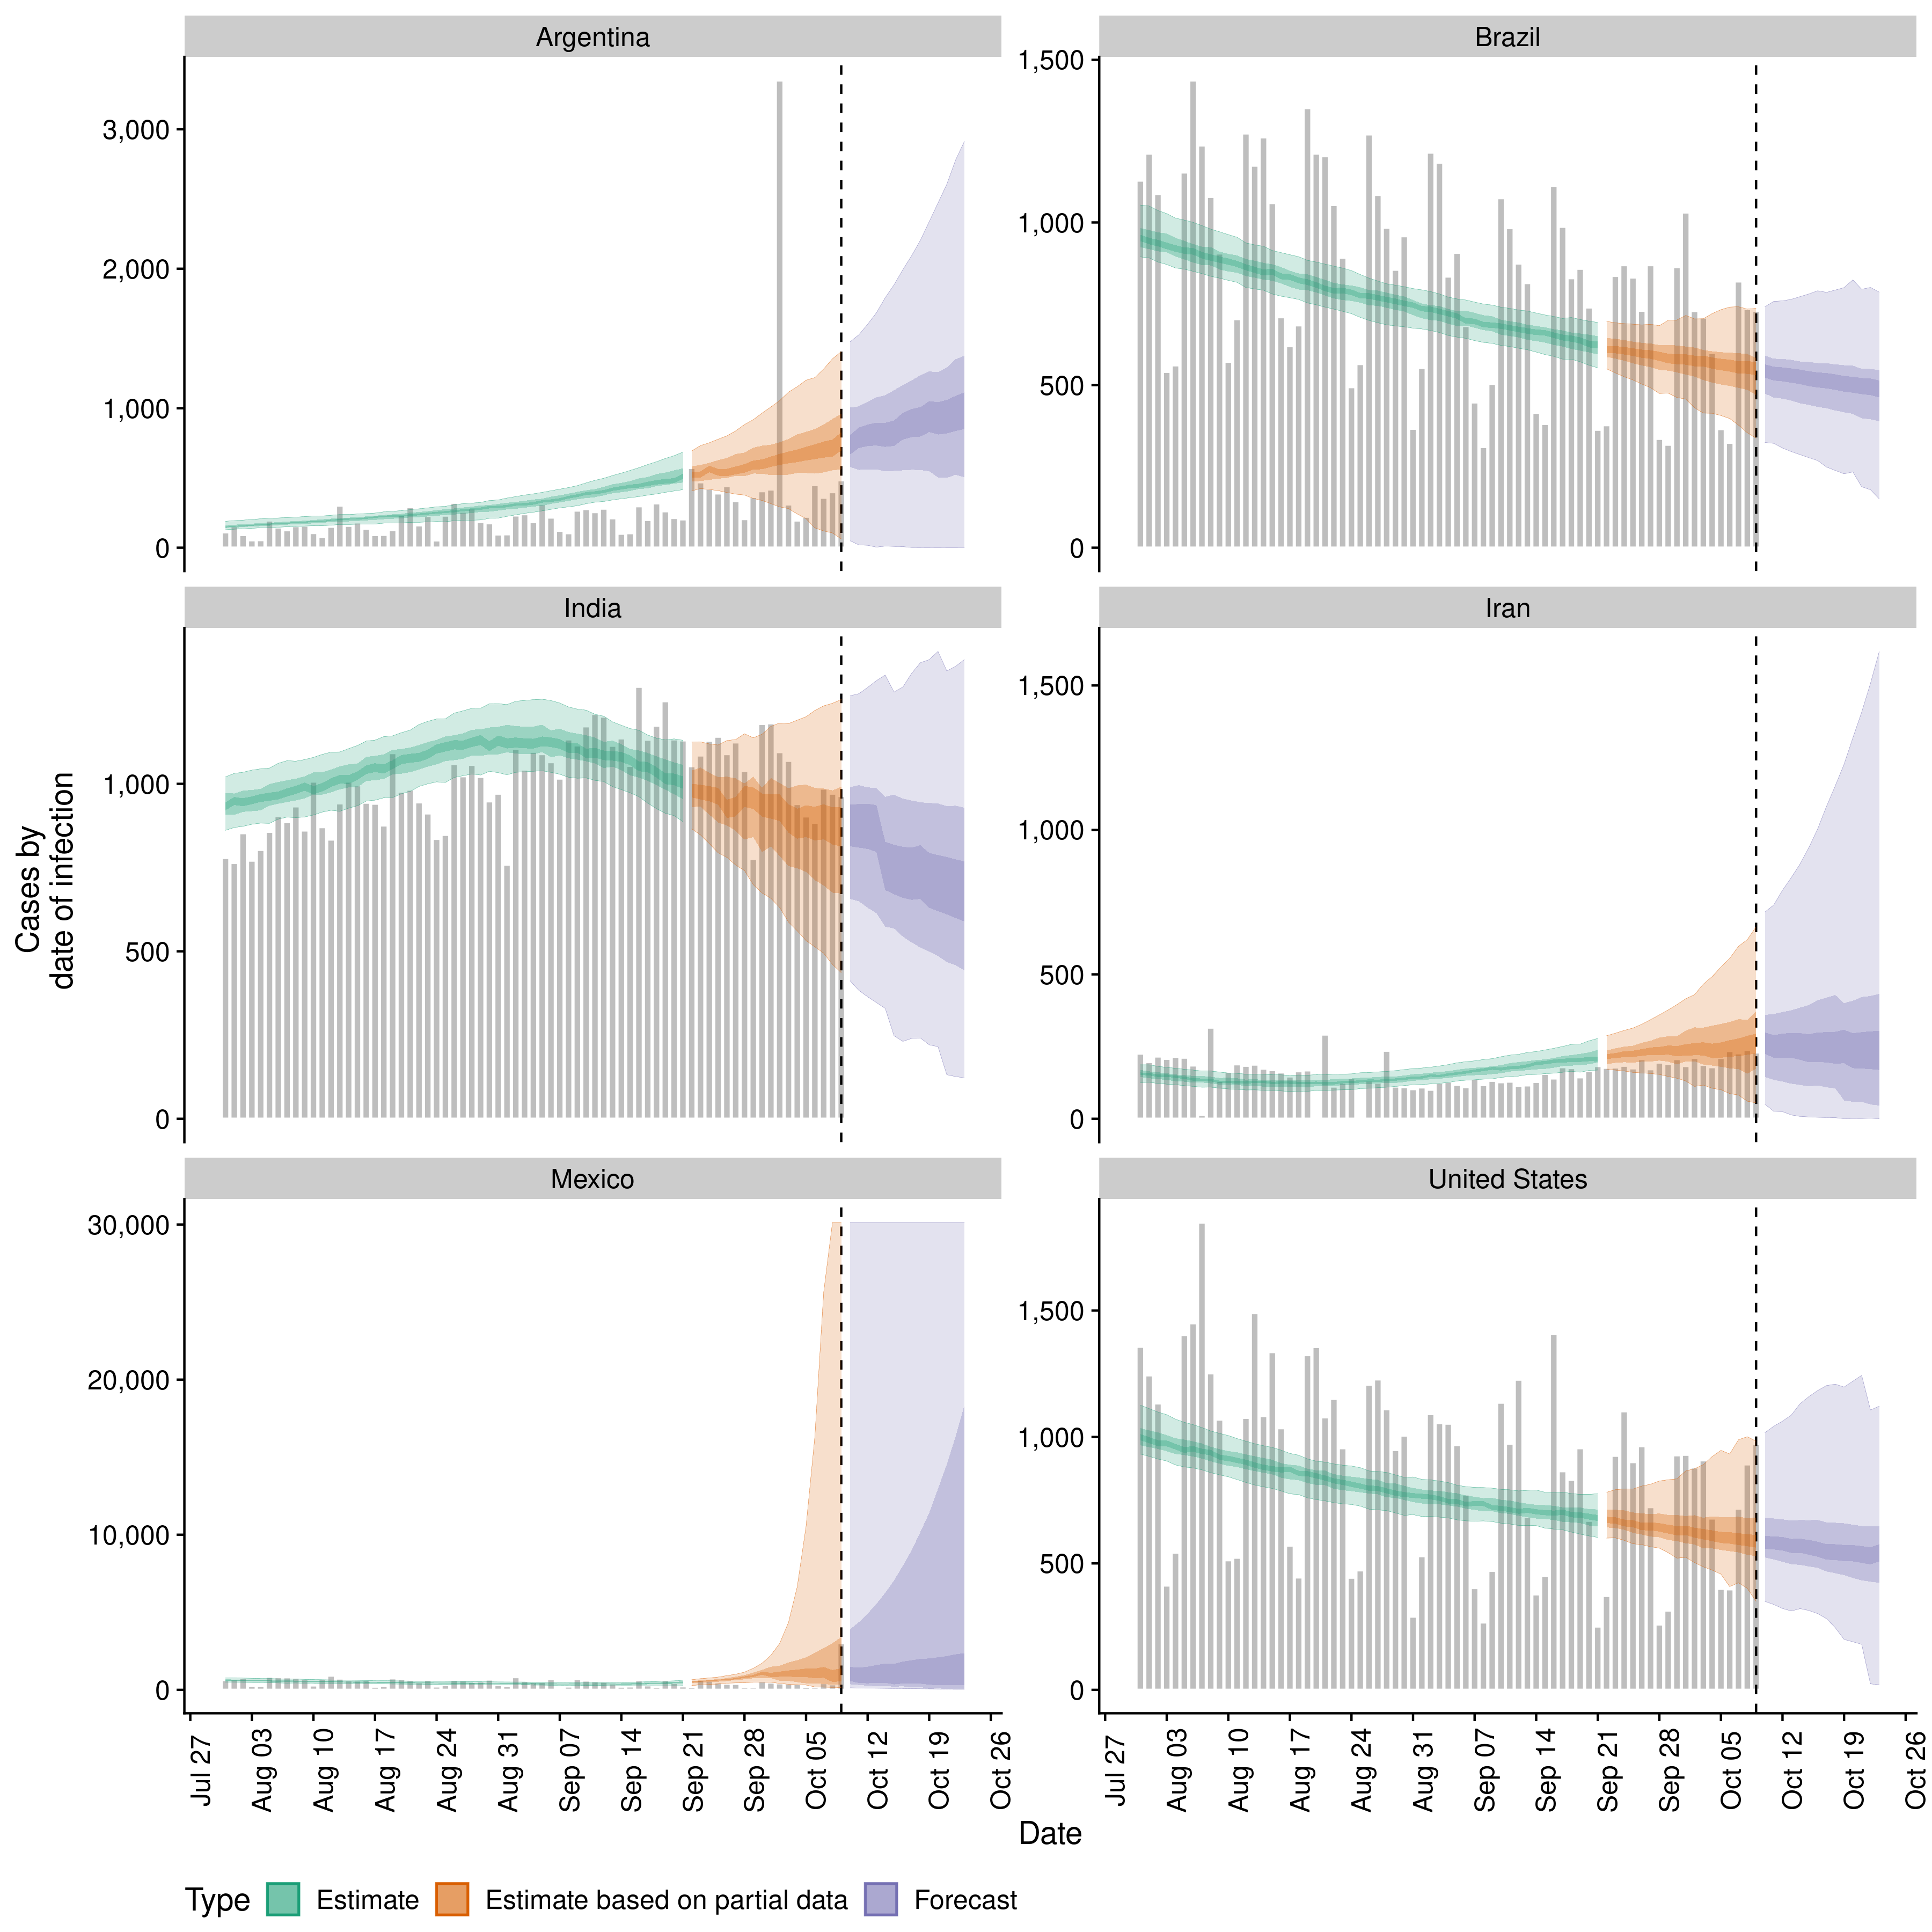 Argentina
Brazil
3,000
2,000
1,000
0
1,500
1,000
500
0
India
Iran
1,000
500
0
1,500
1,000
500
0
Mexico
United States
30,000
20,000
10,000
0
1,500
1,000
500
0
Cases by
date of infection
Jul 27
Aug 03
Aug 10
Aug 17
Aug 24
Aug 31
Sep 07
Sep 14
Sep 21
Sep 28
Oct 05
Oct 12
Oct 19
Oct 26
Jul 27
Aug 03
Aug 10
Aug 17
Aug 24
Aug 31
Sep 07
Sep 14
Sep 21
Sep 28
Oct 05
Oct 12
Oct 19
Oct 26
Date
Type Estimate Estimate based on partial data Forecast